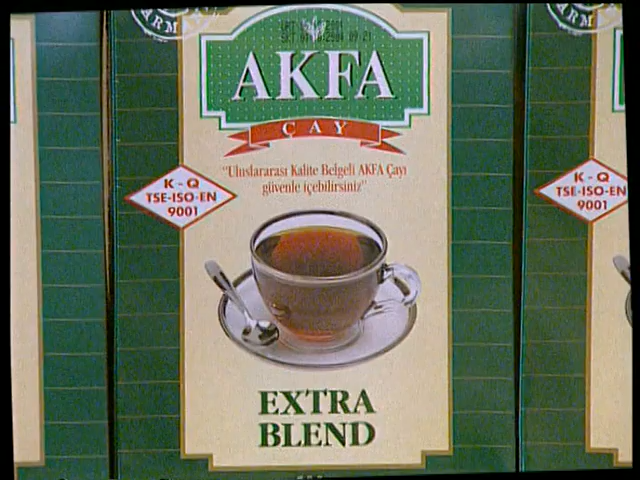 ARM
AKFA
ÇAY
"Uluslararası Kalite Belgeli AKFA Çayı
güvenle içebilirsiniz"
K - Q
TSE-ISO-EN
9001
K - Q
TSE-ISO-EN
9001
EXTRA
BLEND